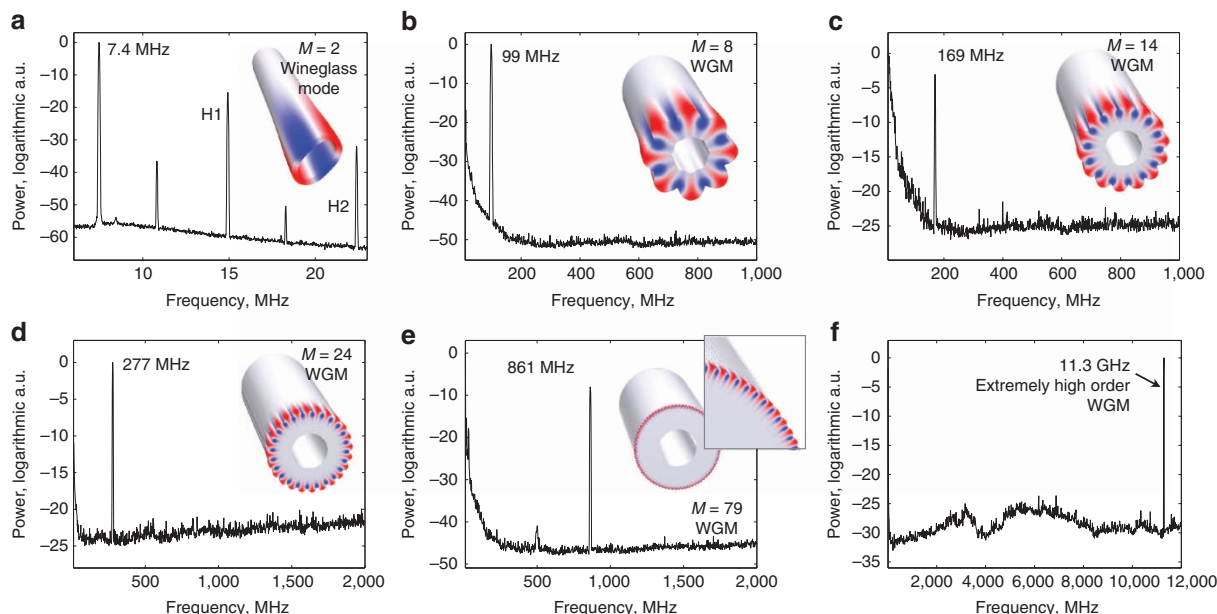 a
0
−10
−20
−30
−40
−50
−60
Power, logarithmic a.u.
7.4 MHz
H1
H2
M = 2
Wineglass
mode
10
15
20
Frequency, MHz
b
0
−10
−20
−30
−40
−50
Power, logarithmic a.u.
99 MHz
M = 8
WGM
200
400
600
800
1,000
Frequency, MHz
c
0
−5
−10
−15
−20
−25
Power, logarithmic a.u.
169 MHz
M = 14
WGM
200
400
600
800
1,000
Frequency, MHz
d
0
−5
−10
−15
−20
−25
Power, logarithmic a.u.
277 MHz
M = 24
WGM
500
1,000
1,500
2,000
Frequency, MHz
e
0
−10
−20
−30
−40
−50
Power, logarithmic a.u.
861 MHz
M = 79
WGM
500
1,000
1,500
2,000
Frequency, MHz
f
0
−5
−10
−15
−20
−25
−30
−35
Power, logarithmic a.u.
11.3 GHz
Extremely high order
WGM
2,000
4,000
6,000
8,000
10,000
12,000
Frequency, MHz